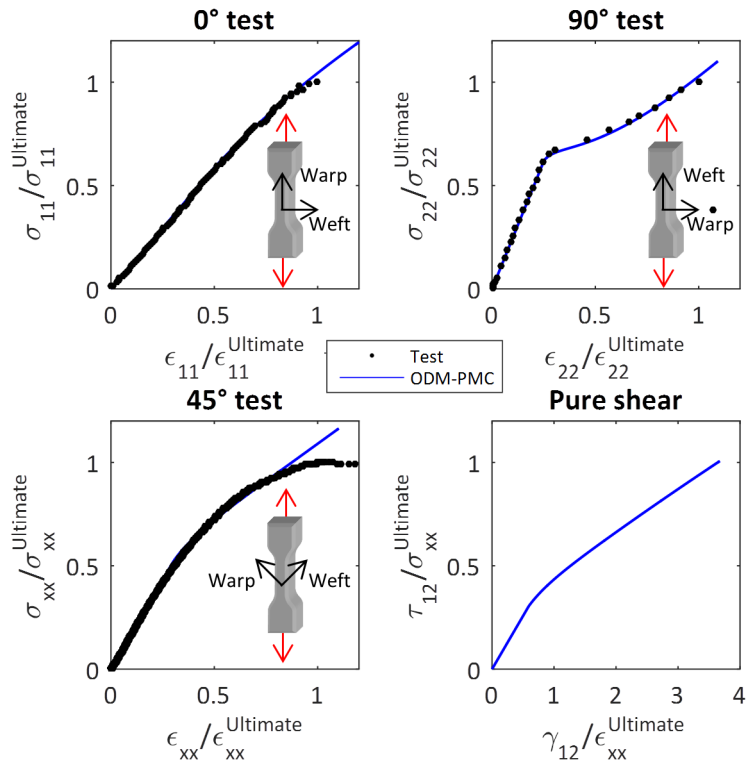 0° test
σ11/σ11Ultimate
1
0.5
0
Warp
Weft
0
0.5
1
ϵ11/ϵ11Ultimate
90° test
σ22/σ22Ultimate
1
0.5
0
Weft
Warp
0
0.5
1
ϵ22/ϵ22Ultimate
Test
ODM-PMC
45° test
σxx/σxxUltimate
1
0.5
0
Warp
Weft
0
0.5
1
ϵxx/ϵxxUltimate
Pure shear
τ12/σxxUltimate
1
0.5
0
0
1
2
3
4
γ12/ϵxxUltimate